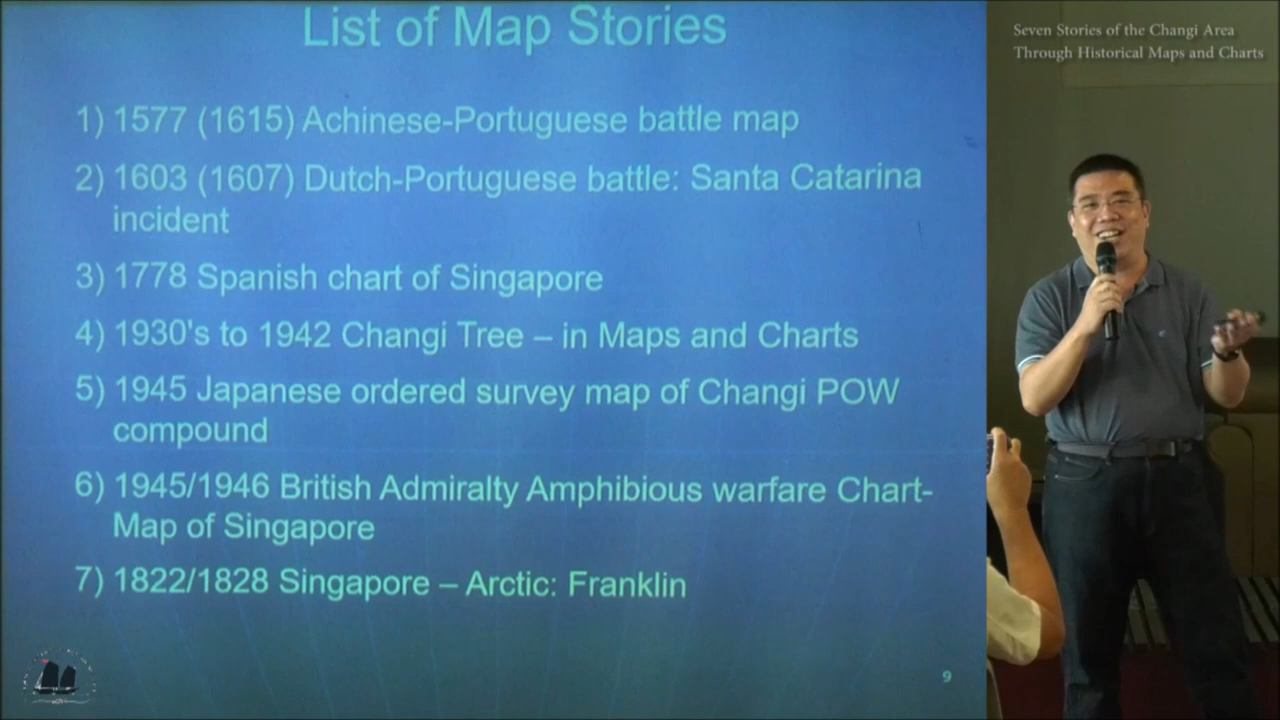 List of Map Stories
Seven Stories of the Changi Area
Through Historical Maps and Charts
1) 1577 (1615) Achinese-Portuguese battle map
2) 1603 (1607) Dutch-Portuguese battle: Santa Catarina
incident
3) 1778 Spanish chart of Singapore
4) 1930's to 1942 Changi Tree – in Maps and Charts
5) 1945 Japanese ordered survey map of Changi POW
compound
6) 1945/1946 British Admiralty Amphibious warfare Chart-
Map of Singapore
7) 1822/1828 Singapore – Arctic: Franklin
9